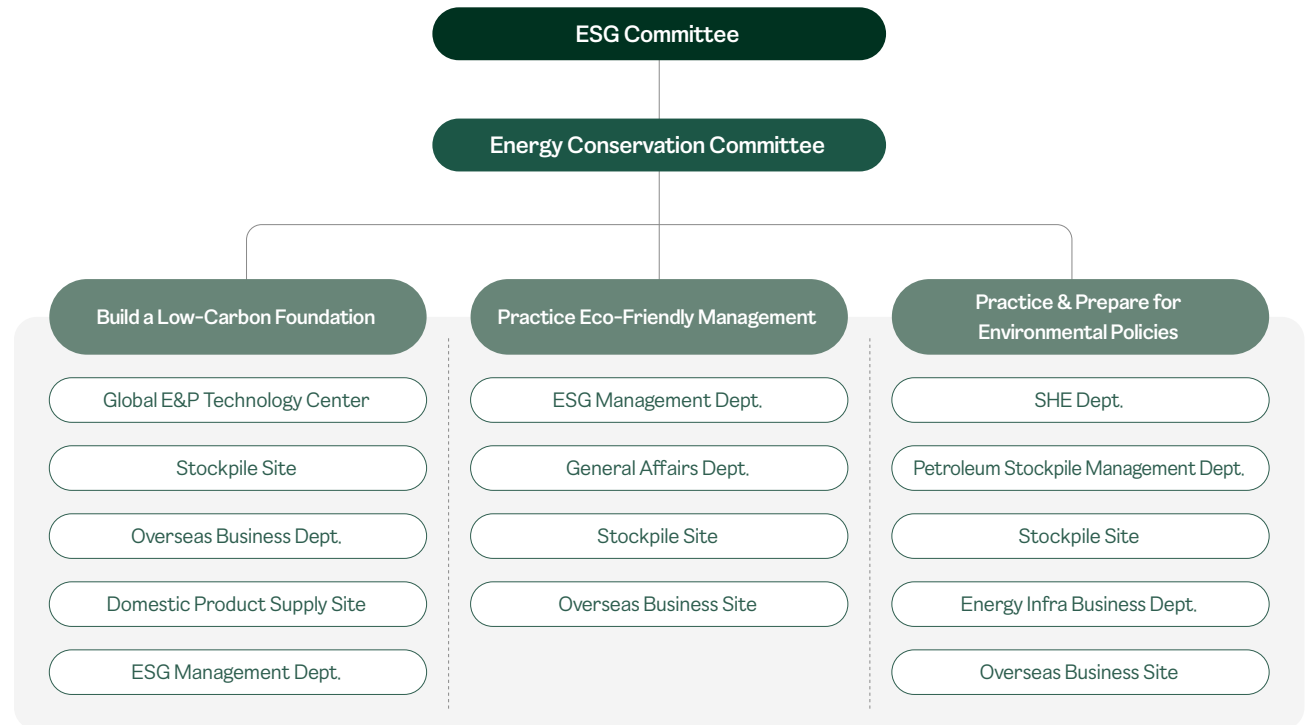 ESG Committee
Energy Conservation Committee
Build a Low-Carbon Foundation
Global E&P Technology Center
Stockpile Site
Overseas Business Dept.
Domestic Product Supply Site
ESG Management Dept.
Practice Eco-Friendly Management
ESG Management Dept.
General Affairs Dept.
Stockpile Site
Overseas Business Site
Practice & Prepare for
Environmental Policies
SHE Dept.
Petroleum Stockpile Management Dept.
Stockpile Site
Energy Infra Business Dept.
Overseas Business Site